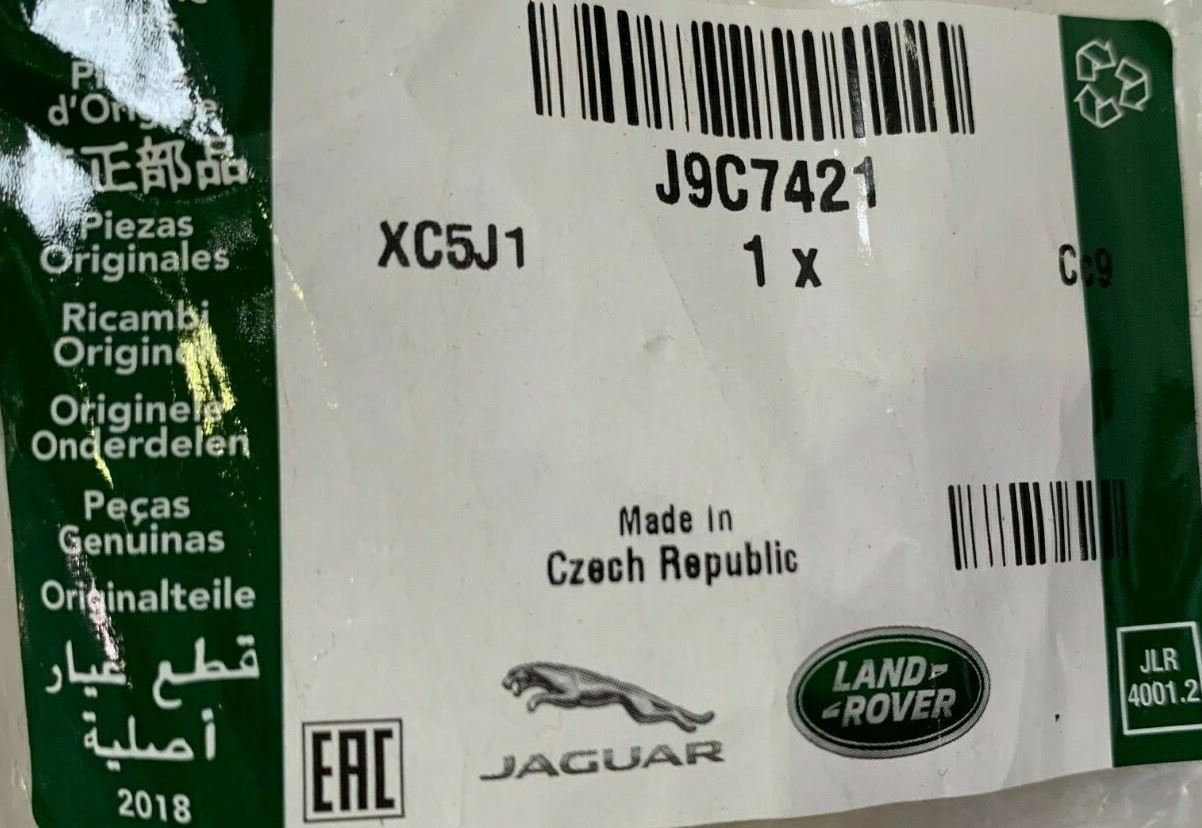 d'Origine
正部品
Piezas
Originales
Ricambi
Originali
Originele
Onderdelen
Peças
Genuinas
Originalteile
قطع غيار
أصلية
2018
J9C7421
XC5J1
1 x
Cc9
Made in
Czech Republic
EAC
JAGUAR
LAND
ROVER
JLR
4001.2